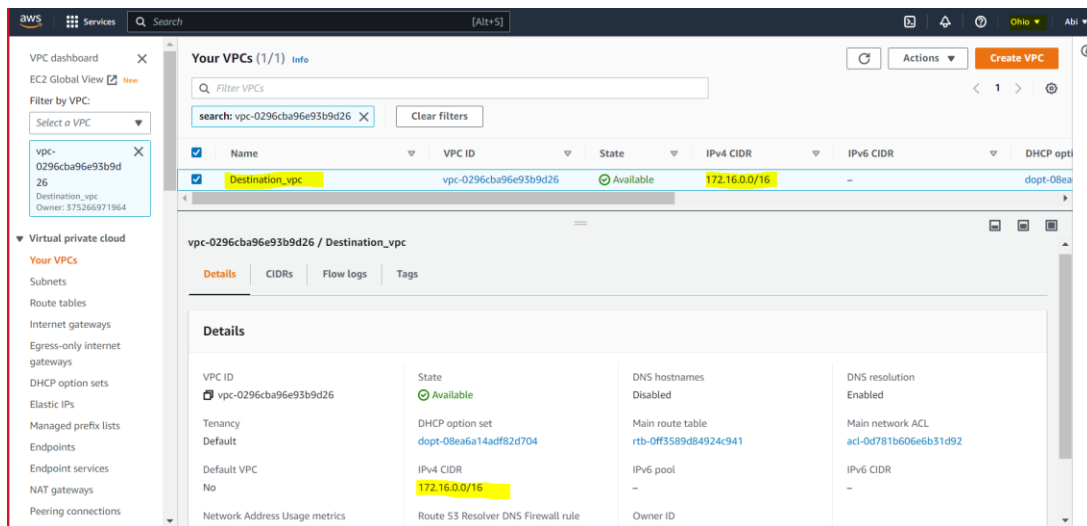 aws Services Search [Alt+S] Ohio ▼ Abi ▼
VPC dashboard
EC2 Global View New
Filter by VPC:
Select a VPC
vpc-
0296cba96e93b9d
26
Destination_vpc
Owner: 375266971964
Virtual private cloud
Your VPCs
Subnets
Route tables
Internet gateways
Egress-only internet
gateways
DHCP option sets
Elastic IPs
Managed prefix lists
Endpoints
Endpoint services
NAT gateways
Peering connections
Your VPCs (1/1) Info
Actions ▼ Create VPC
Filter VPCs
< 1 >
search: vpc-0296cba96e93b9d26 Clear filters
Name VPC ID State IPv4 CIDR IPv6 CIDR DHCP opti
Destination_vpc vpc-0296cba96e93b9d26 Available 172.16.0.0/16 – dopt-08ea
vpc-0296cba96e93b9d26 / Destination_vpc
Details CIDRs Flow logs Tags
Details
VPC ID State DNS hostnames DNS resolution
vpc-0296cba96e93b9d26 Available Disabled Enabled
Tenancy DHCP option set Main route table Main network ACL
Default dopt-08ea6a14adf82d704 rtb-0ff3589d84924c941 acl-0d781b606e6b31d92
Default VPC IPv4 CIDR IPv6 pool IPv6 CIDR
No 172.16.0.0/16 – –
Network Address Usage metrics Route 53 Resolver DNS Firewall rule Owner ID